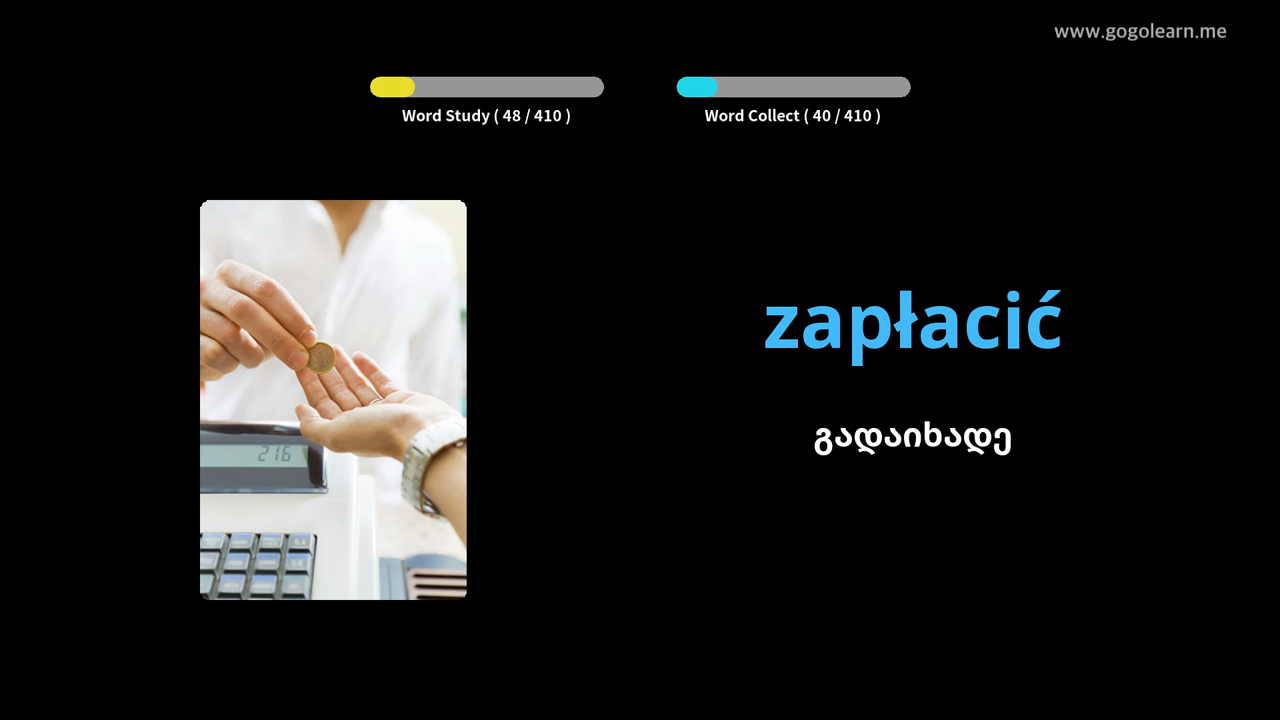 www.gogolearn.me
Word Study ( 48 / 410 )
Word Collect ( 40 / 410 )
zapłacić
გადაიხადე
216